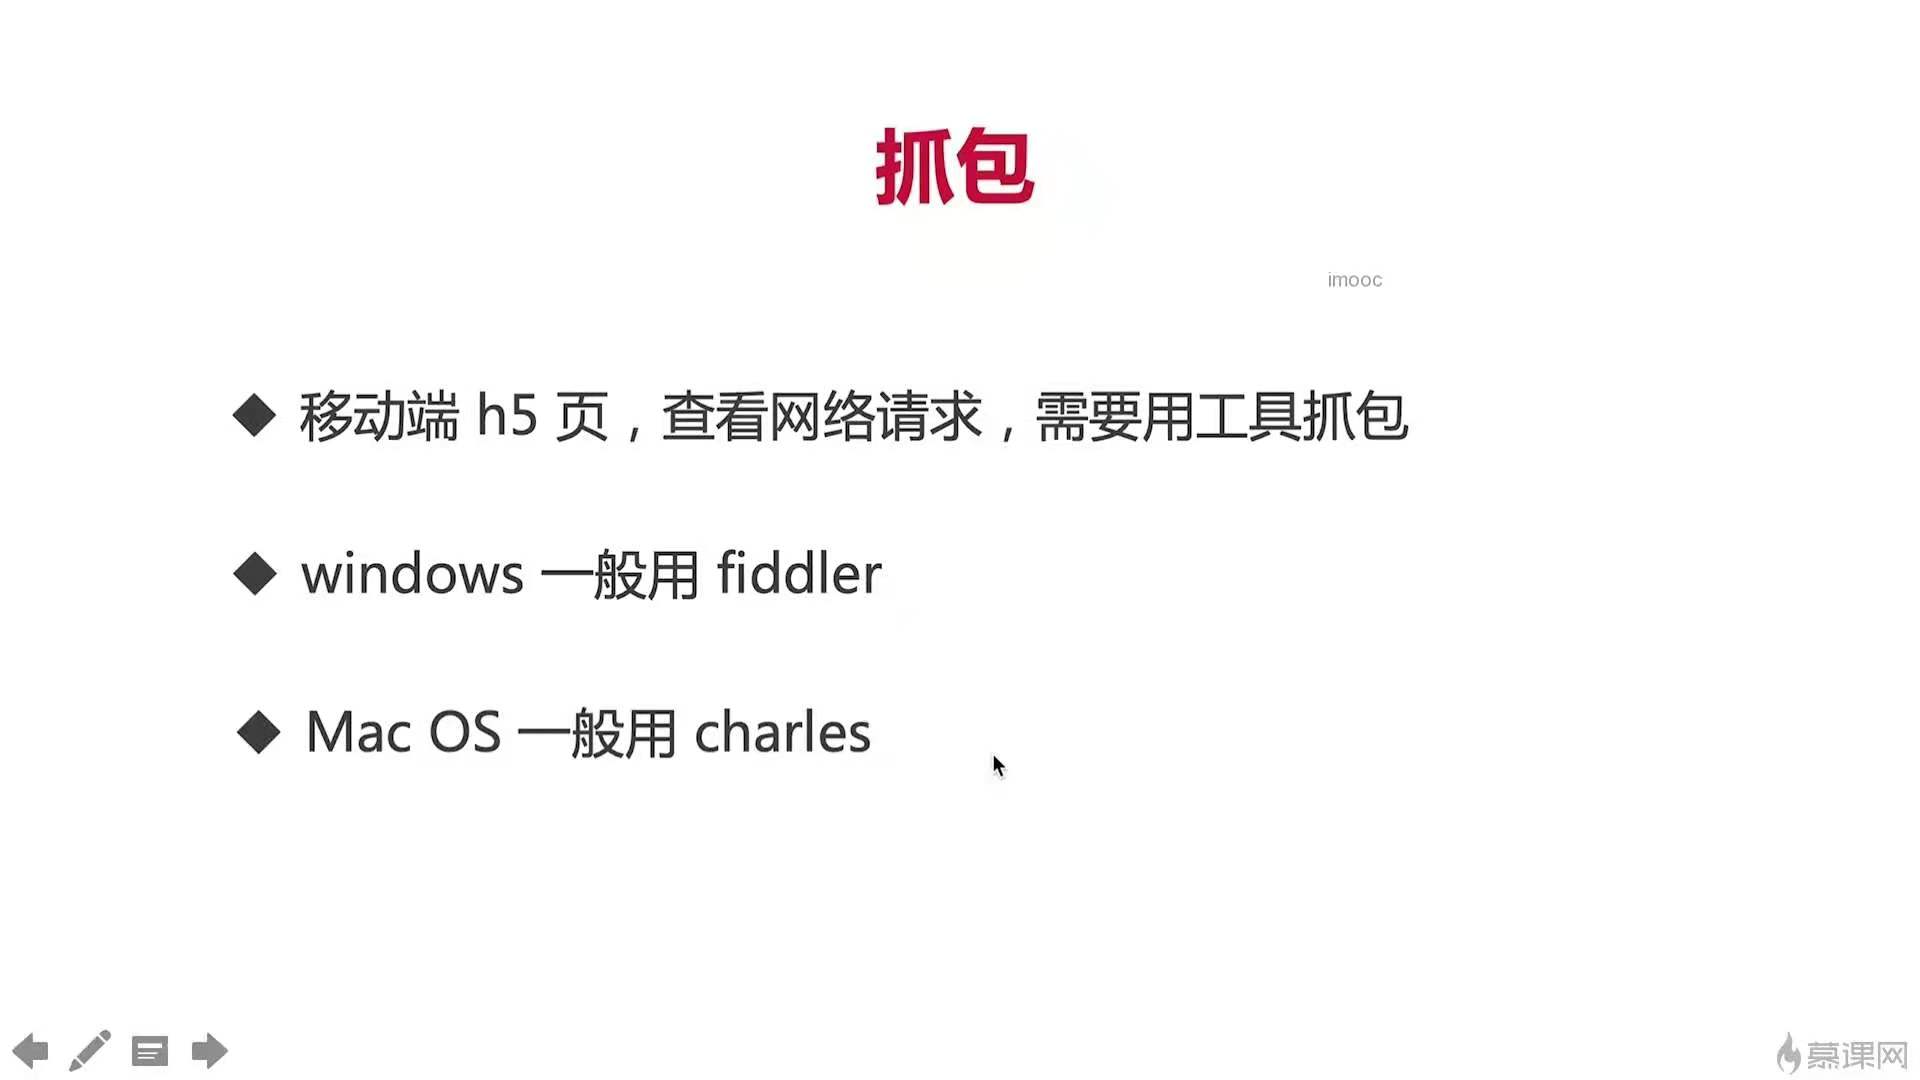 抓包
imooc
移动端 h5 页，查看网络请求，需要用工具抓包
windows 一般用 fiddler
Mac OS 一般用 charles
慕课网